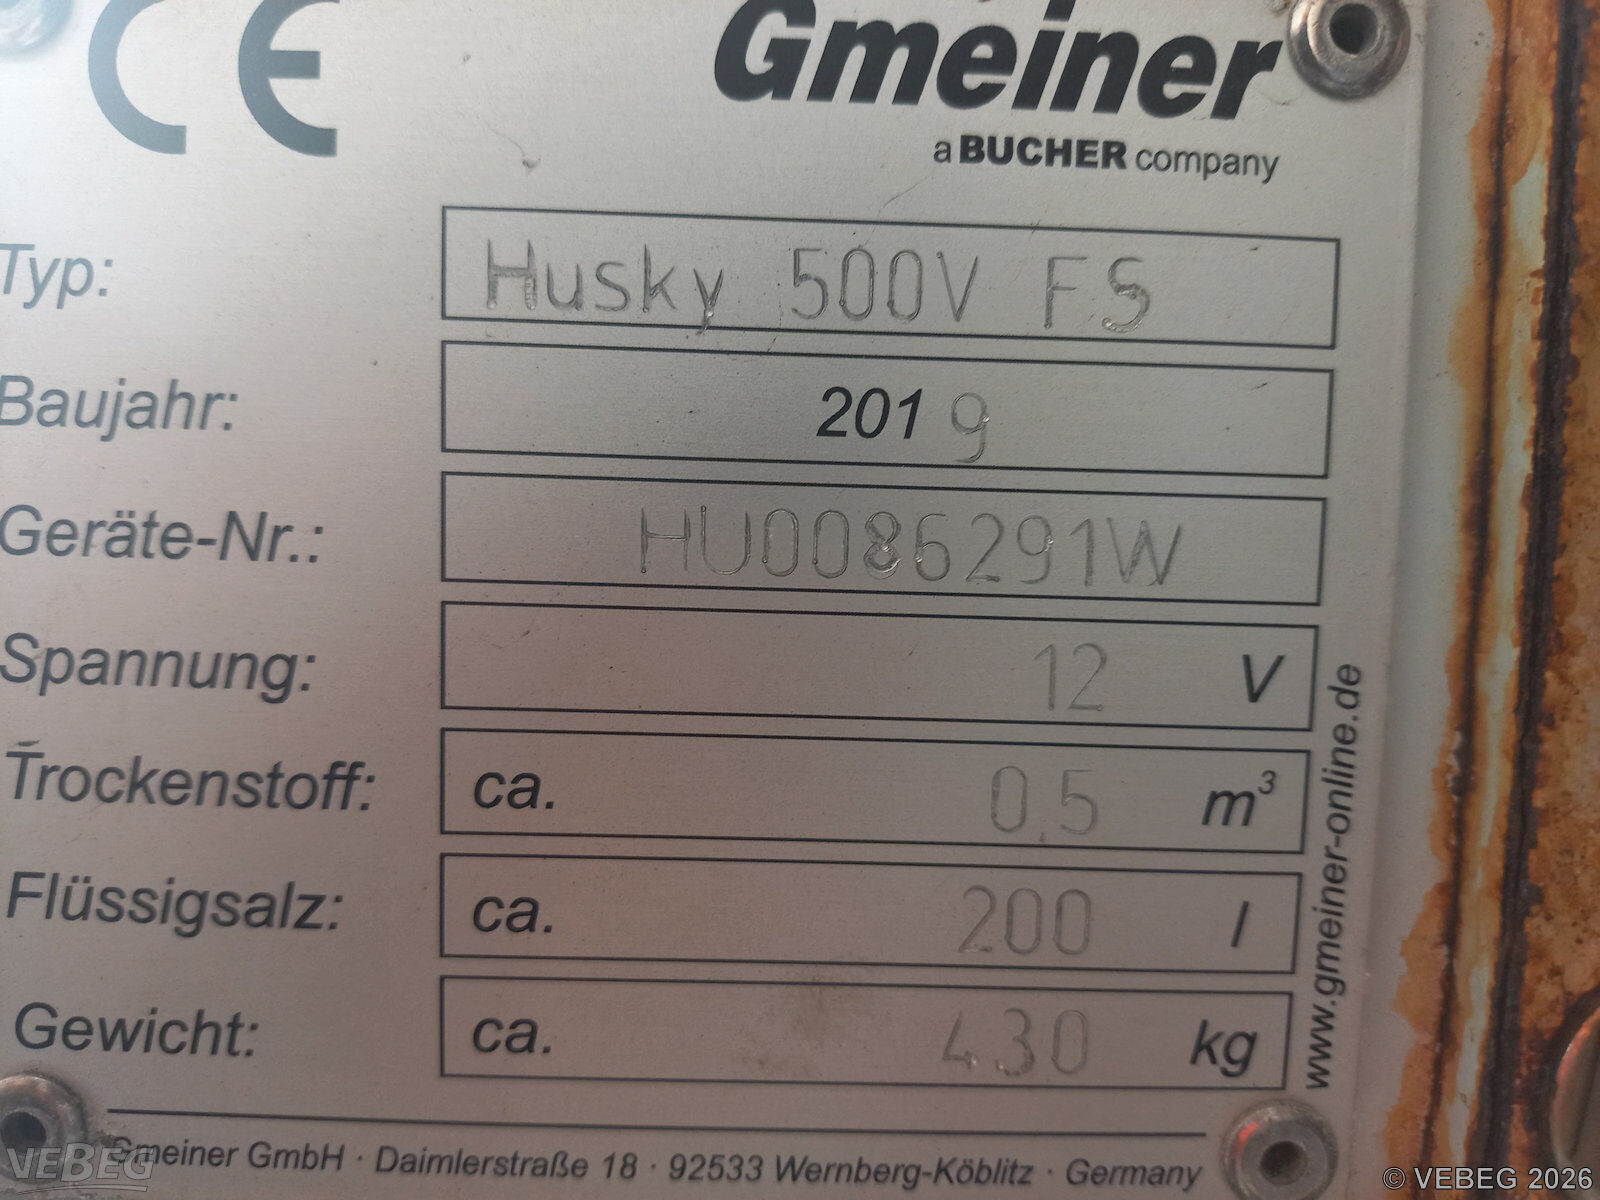 CE
Gmeiner
a BUCHER company
Typ: Husky 500V FS
Baujahr: 2019
Geräte-Nr.: HU0086291W
Spannung: 12 V
Trockenstoff: ca. 0.5 m³
Flüssigsalz: ca. 200 l
Gewicht: ca. 430 kg
www.gmeiner-online.de
Gmeiner GmbH · Daimlerstraße 18 · 92533 Wernberg-Köblitz · Germany
VEBEG
© VEBEG 2026